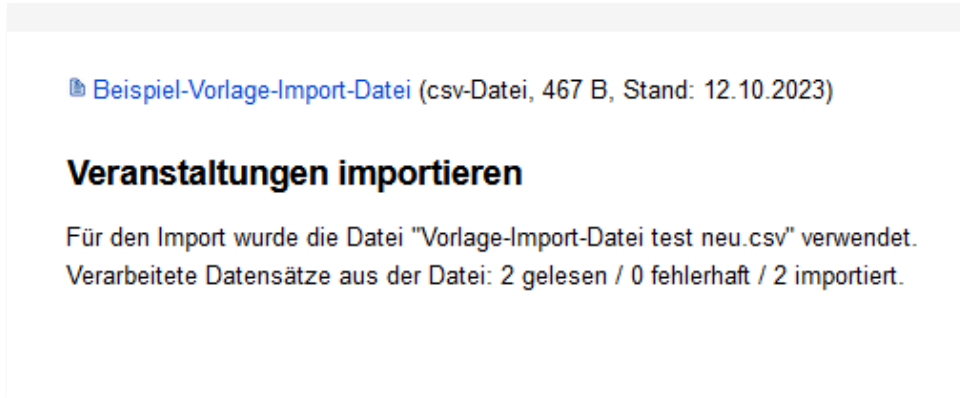 Beispiel-Vorlage-Import-Datei (csv-Datei, 467 B, Stand: 12.10.2023)
Veranstaltungen importieren
Für den Import wurde die Datei "Vorlage-Import-Datei test neu.csv" verwendet.
Verarbeitete Datensätze aus der Datei: 2 gelesen / 0 fehlerhaft / 2 importiert.